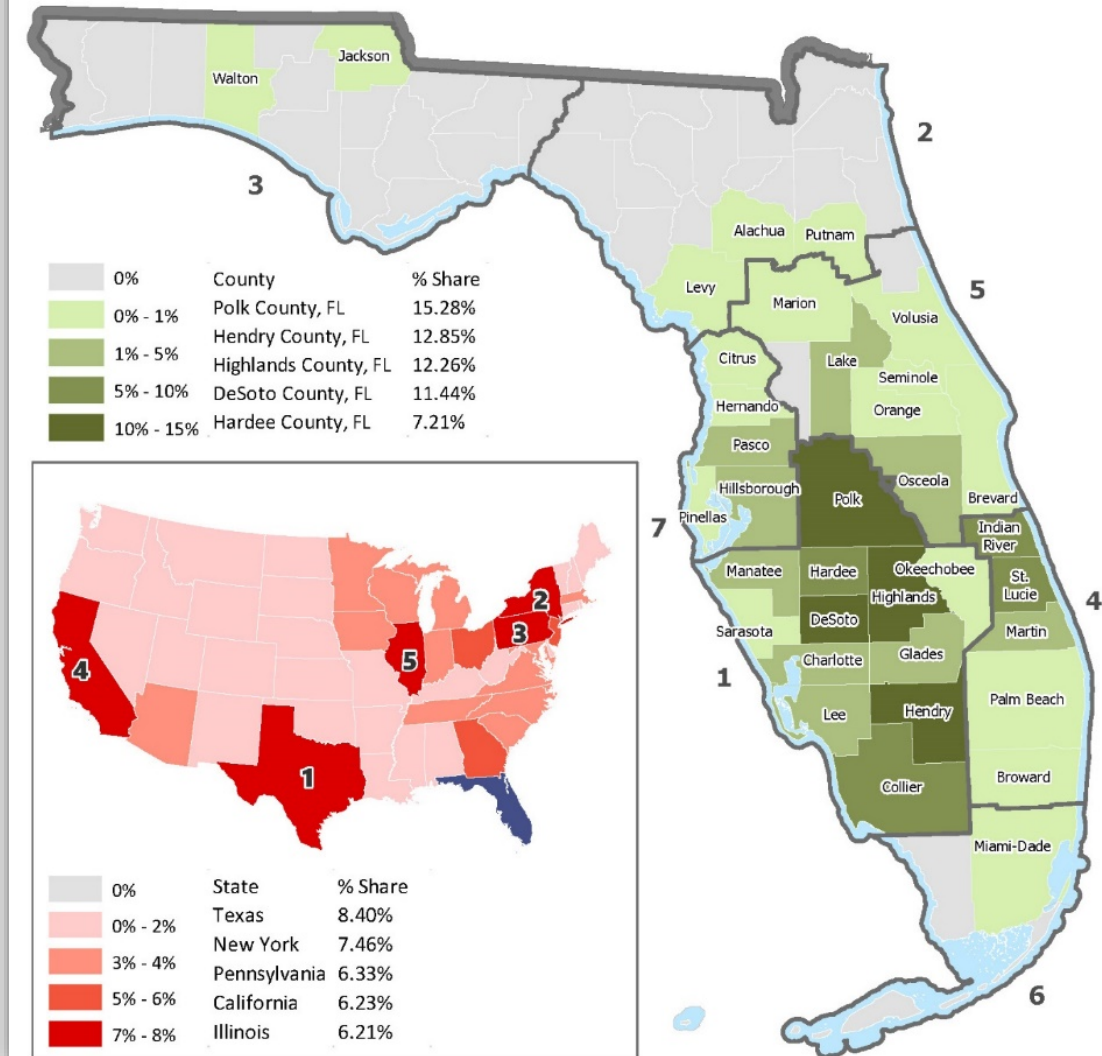 Walton
Jackson
3
2
Alachua
Putnam
Levy
Marion
5
Volusia
Citrus
Lake
Seminole
Hernando
Orange
Pasco
Osceola
Hillsborough
Polk
Brevard
Pinellas
7
Indian
River
Manatee
Hardee
Okeechobee
St.
Lucie
Highlands
4
DeSoto
Sarasota
Martin
Charlotte
Glades
1
Palm Beach
Lee
Hendry
Broward
Collier
Miami-Dade
6
0% County % Share
0% - 1% Polk County, FL 15.28%
Hendry County, FL 12.85%
1% - 5% Highlands County, FL 12.26%
5% - 10% DeSoto County, FL 11.44%
10% - 15% Hardee County, FL 7.21%
2
3
5
4
1
0% State % Share
0% - 2% Texas 8.40%
New York 7.46%
3% - 4% Pennsylvania 6.33%
5% - 6% California 6.23%
7% - 8% Illinois 6.21%